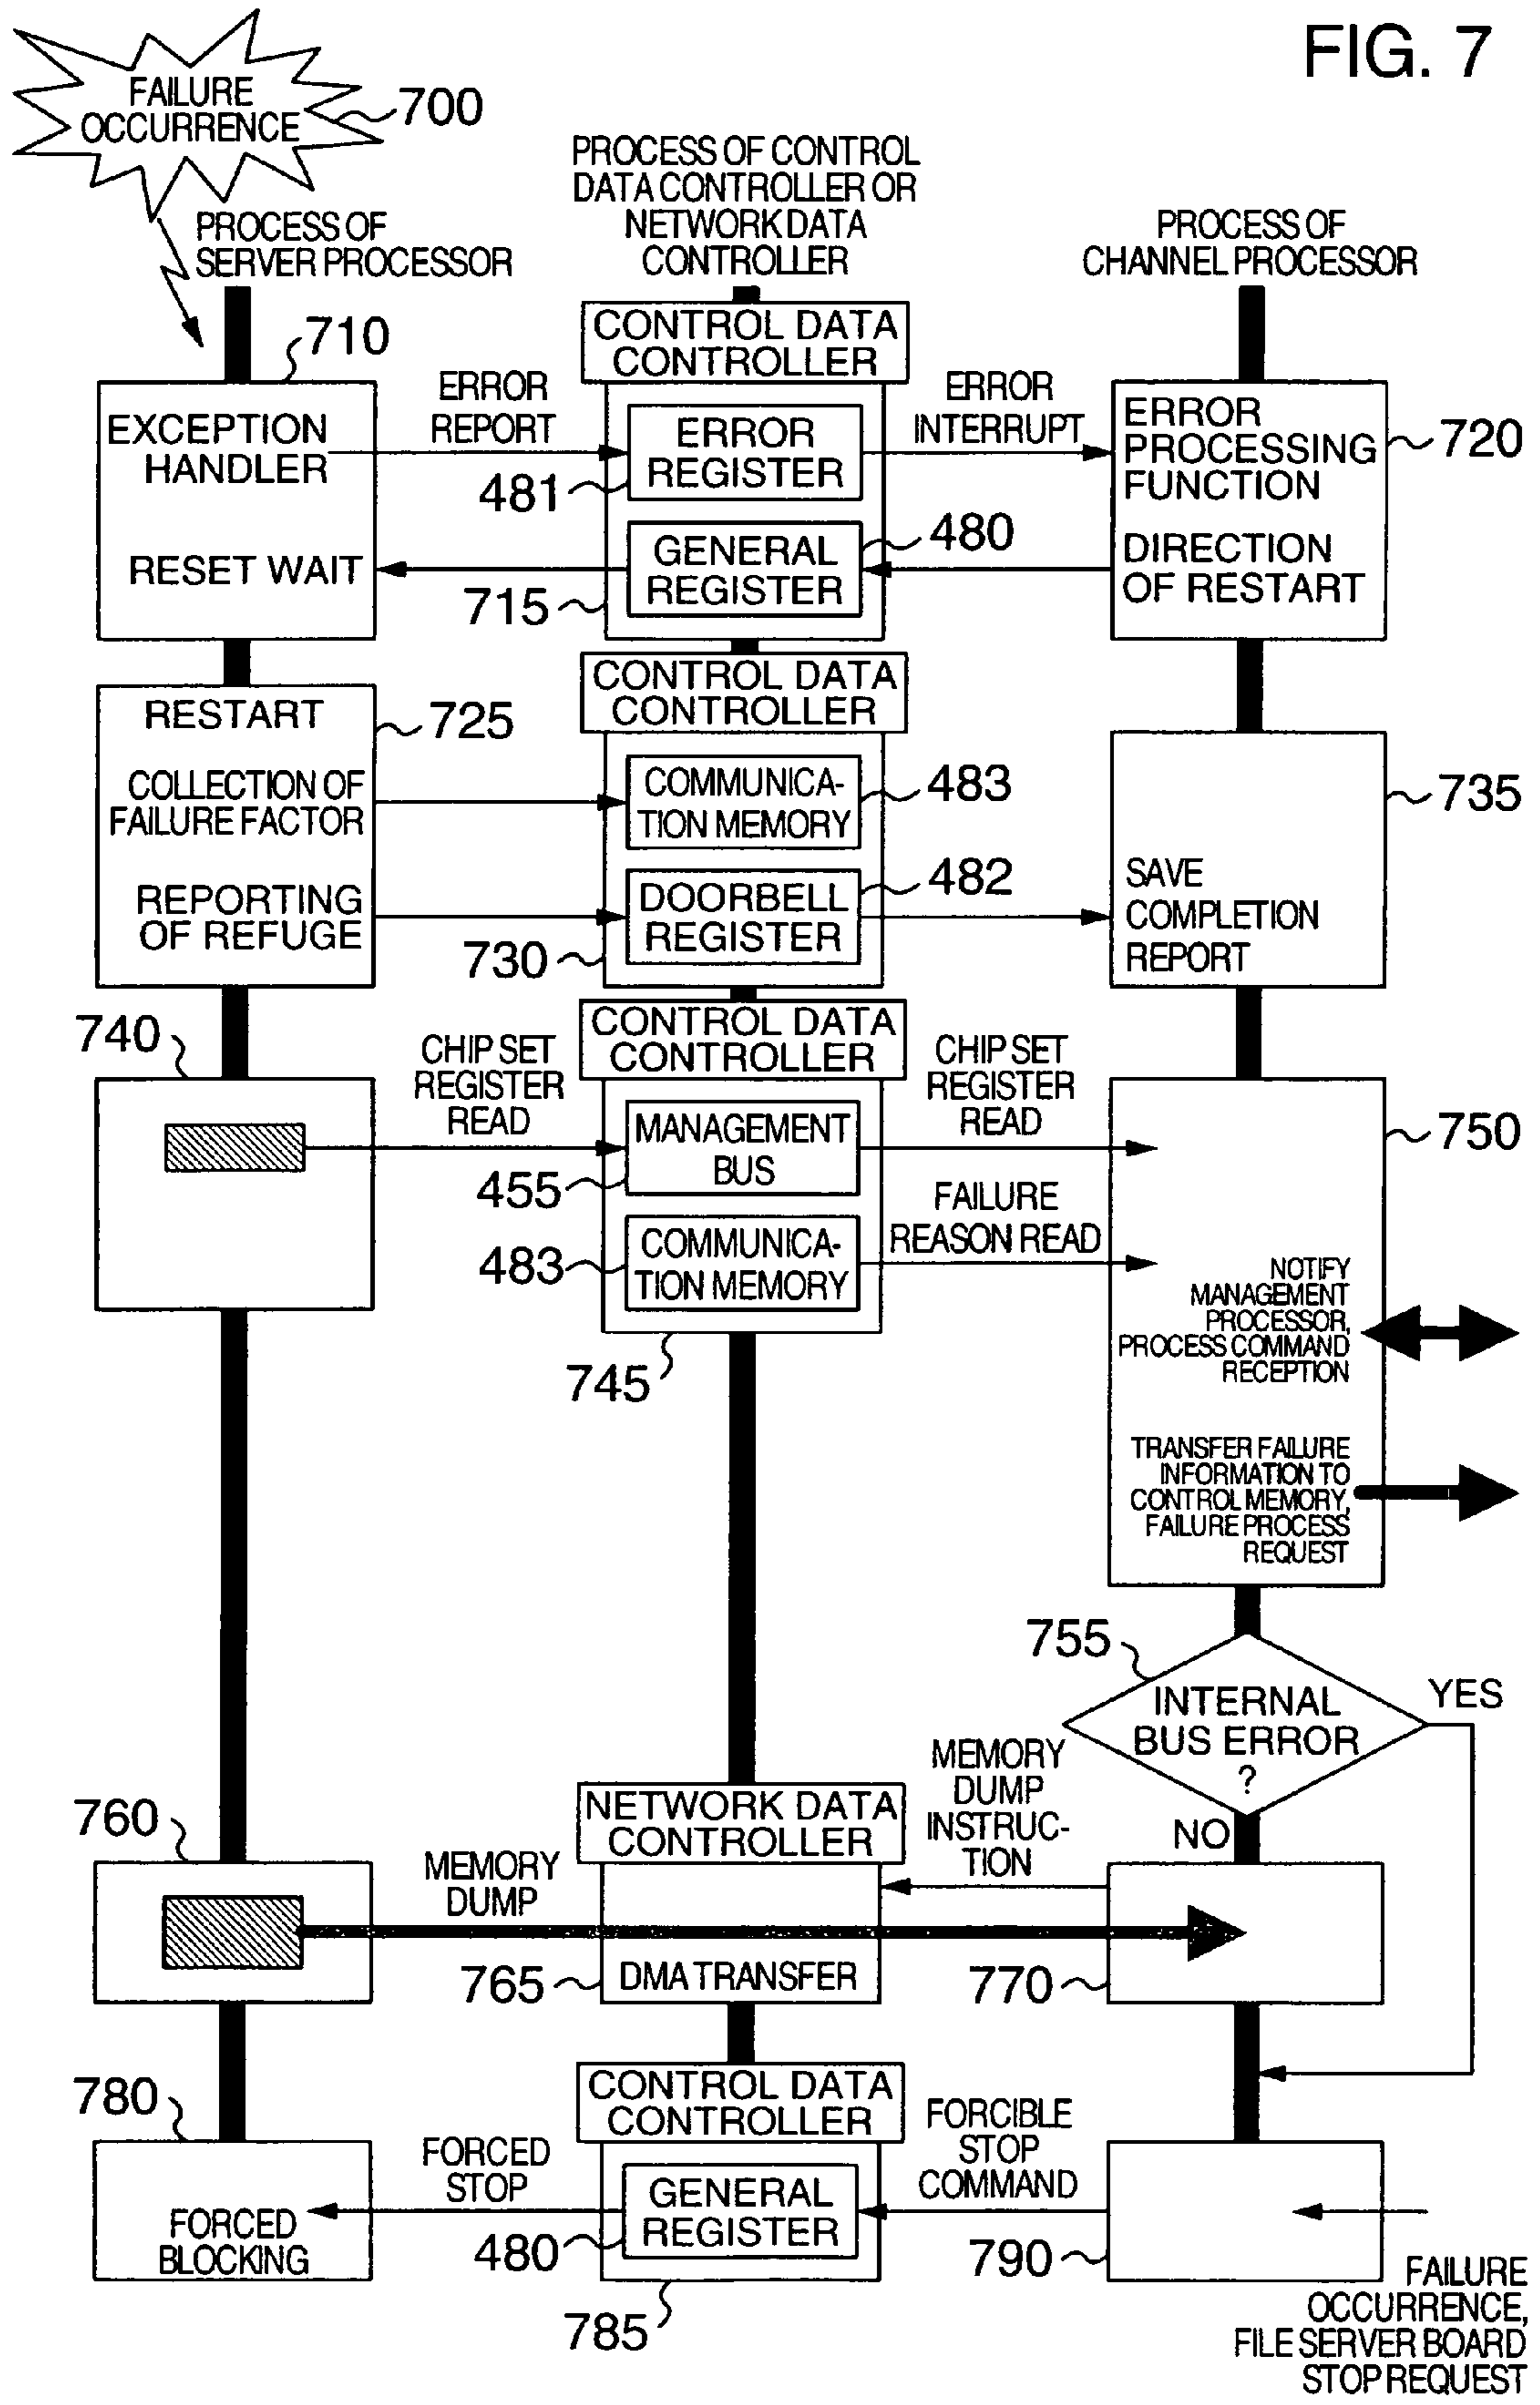 FIG. 7
FAILURE
OCCURRENCE
700
PROCESS OF
SERVER PROCESSOR
PROCESS OF CONTROL
DATA CONTROLLER OR
NETWORK DATA
CONTROLLER
PROCESS OF
CHANNEL PROCESSOR
710
EXCEPTION
HANDLER
RESET WAIT
ERROR
REPORT
CONTROL DATA
CONTROLLER
ERROR
REGISTER
481
GENERAL
REGISTER
480
715
ERROR
INTERRUPT
ERROR
PROCESSING
FUNCTION
DIRECTION
OF RESTART
720
RESTART
COLLECTION OF
FAILURE FACTOR
REPORTING
OF REFUGE
725
CONTROL DATA
CONTROLLER
COMMUNICA-
TION MEMORY
483
DOORBELL
REGISTER
482
730
SAVE
COMPLETION
REPORT
735
740
CHIP SET
REGISTER
READ
CONTROL DATA
CONTROLLER
MANAGEMENT
BUS
455
COMMUNICA-
TION MEMORY
483
745
CHIP SET
REGISTER
READ
FAILURE
REASON READ
750
NOTIFY
MANAGEMENT
PROCESSOR,
PROCESS COMMAND
RECEPTION
TRANSFER FAILURE
INFORMATION TO
CONTROL MEMORY,
FAILURE PROCESS
REQUEST
755
INTERNAL
BUS ERROR
?
YES
NO
760
MEMORY
DUMP
NETWORK DATA
CONTROLLER
DMA TRANSFER
765
MEMORY
DUMP
INSTRUC-
TION
770
780
FORCED
BLOCKING
FORCED
STOP
CONTROL DATA
CONTROLLER
GENERAL
REGISTER
480
785
FORCIBLE
STOP
COMMAND
790
FAILURE
OCCURRENCE,
FILE SERVER BOARD
STOP REQUEST